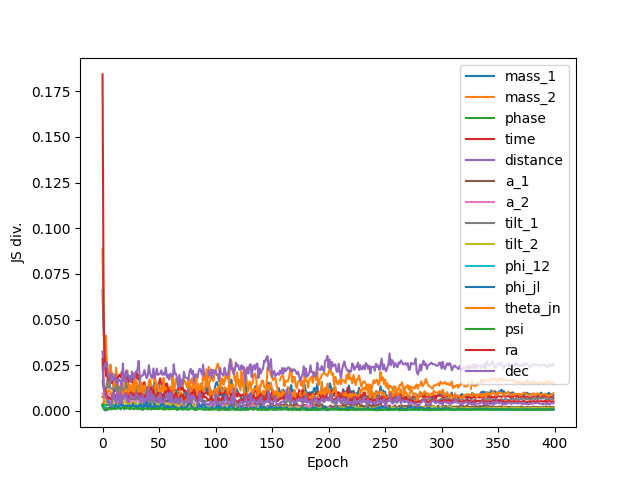 JS div.
0.175
0.150
0.125
0.100
0.075
0.050
0.025
0.000
0
50
100
150
200
250
300
350
400
Epoch
mass_1
mass_2
phase
time
distance
a_1
a_2
tilt_1
tilt_2
phi_12
phi_jl
theta_jn
psi
ra
dec